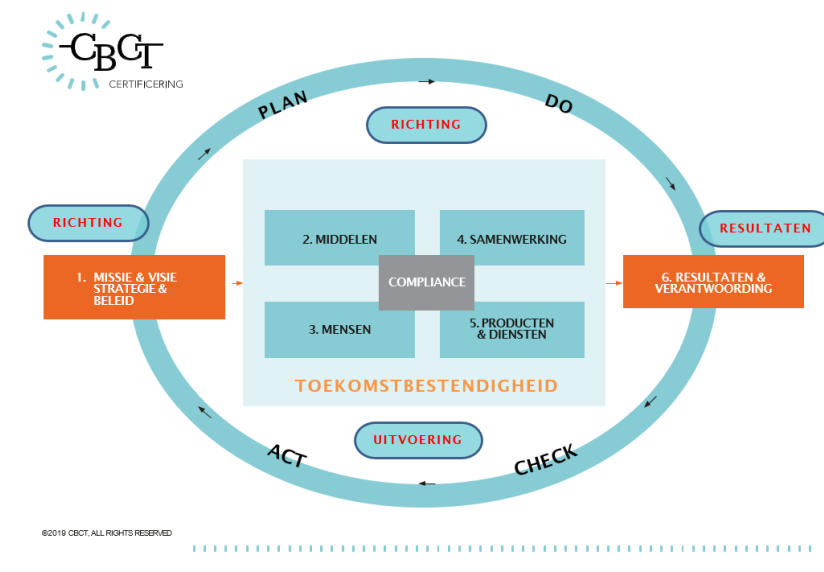 CBCT
CERTIFICERING
PLAN
DO
RICHTING
RICHTING
RESULTATEN
2. MIDDELEN
4. SAMENWERKING
1. MISSIE & VISIE
STRATEGIE &
BELEID
COMPLIANCE
6. RESULTATEN &
VERANTWOORDING
3. MENSEN
5. PRODUCTEN
& DIENSTEN
TOEKOMSTBESTENDIGHEID
UITVOERING
ACT
CHECK
©2019 CBCT, ALL RIGHTS RESERVED